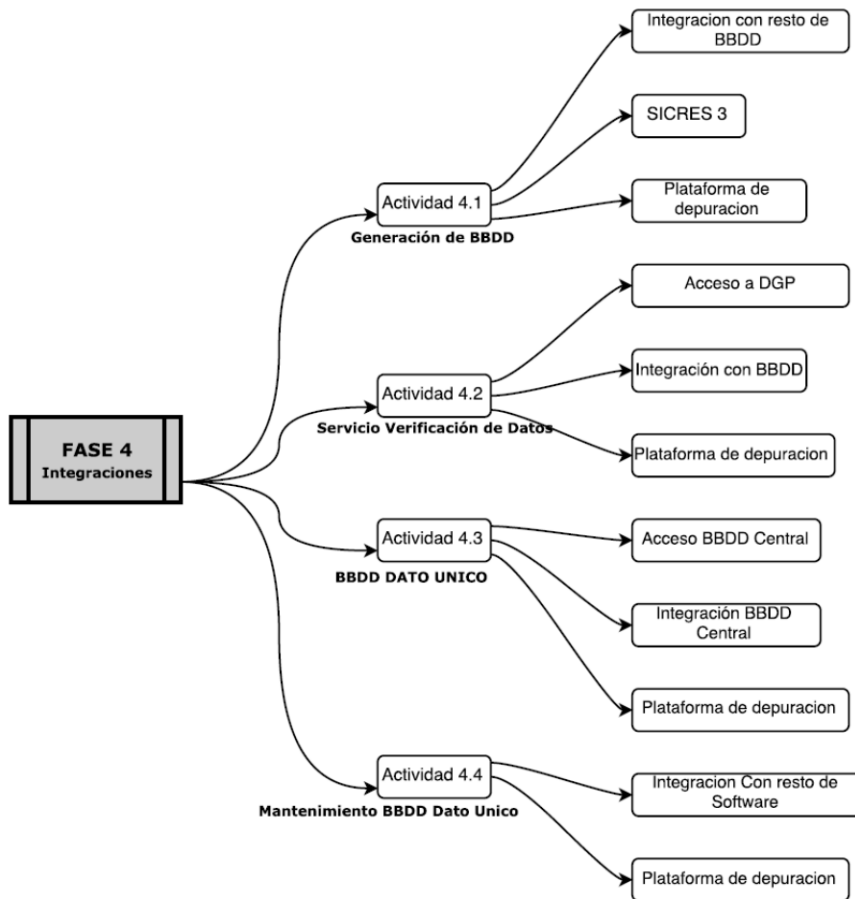 FASE 4
Integraciones
Actividad 4.1
Generación de BBDD
Integracion con resto de
BBDD
SICRES 3
Plataforma de
depuracion
Actividad 4.2
Servicio Verificación de Datos
Acceso a DGP
Integración con BBDD
Plataforma de depuracion
Actividad 4.3
BBDD DATO UNICO
Acceso BBDD Central
Integración BBDD
Central
Plataforma de depuracion
Actividad 4.4
Mantenimiento BBDD Dato Unico
Integracion Con resto de
Software
Plataforma de depuracion